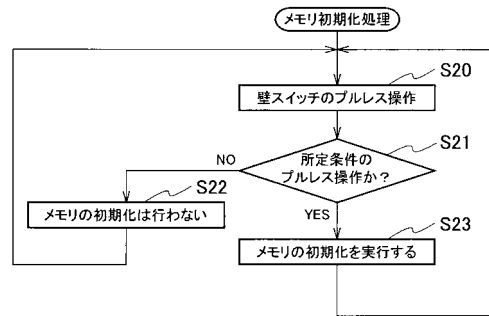 メモリ初期化処理
S20
壁スイッチのプルレス操作
S21
所定条件の
プルレス操作か?
NO
S22
メモリの初期化は行わない
YES
S23
メモリの初期化を実行する